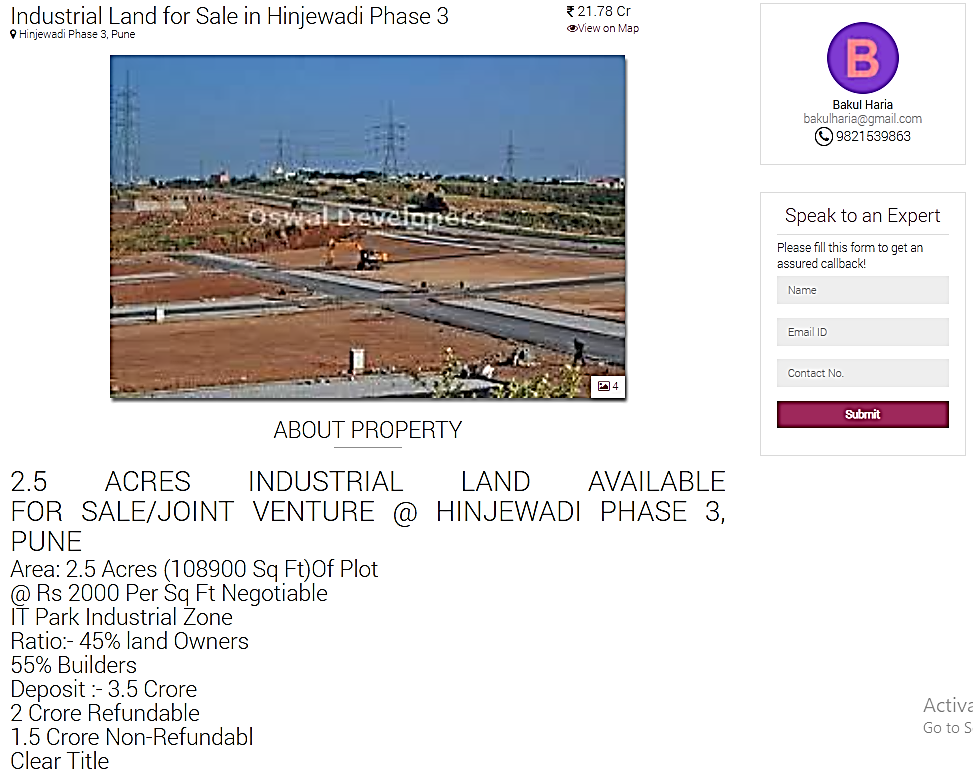 Industrial Land for Sale in Hinjewadi Phase 3
Hinjewadi Phase 3, Pune
₹ 21.78 Cr
View on Map
Oswal Developers
4
ABOUT PROPERTY
2.5 ACRES INDUSTRIAL LAND AVAILABLE
FOR SALE/JOINT VENTURE @ HINJEWADI PHASE 3,
PUNE
Area: 2.5 Acres (108900 Sq Ft)Of Plot
@ Rs 2000 Per Sq Ft Negotiable
IT Park Industrial Zone
Ratio:- 45% land Owners
55% Builders
Deposit :- 3.5 Crore
2 Crore Refundable
1.5 Crore Non-Refundabl
Clear Title
B
Bakul Haria
bakulharia@gmail.com
9821539863
Speak to an Expert
Please fill this form to get an
assured callback!
Name
Email ID
Contact No.
Submit
Activa
Go to S